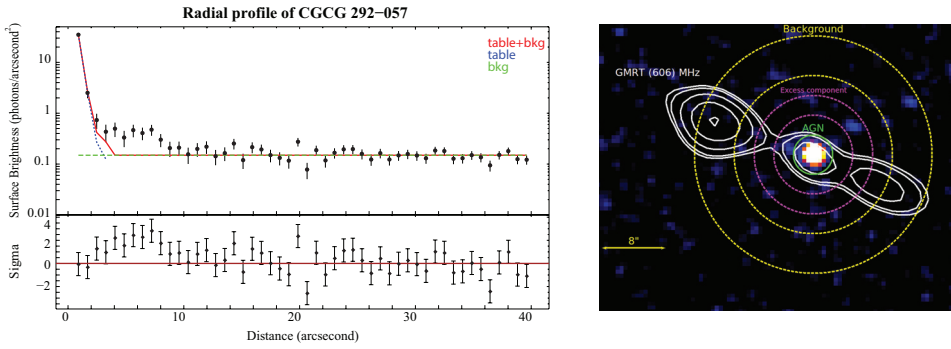 Radial profile of CGCG 292−057
Surface Brightness (photons/arcsecond²)
10
1
0.1
0.01
table+bkg
table
bkg
Sigma
4
2
0
−2
0
10
20
30
40
Distance (arcsecond)
Background
GMRT (606) MHz
Excess component
AGN
8"